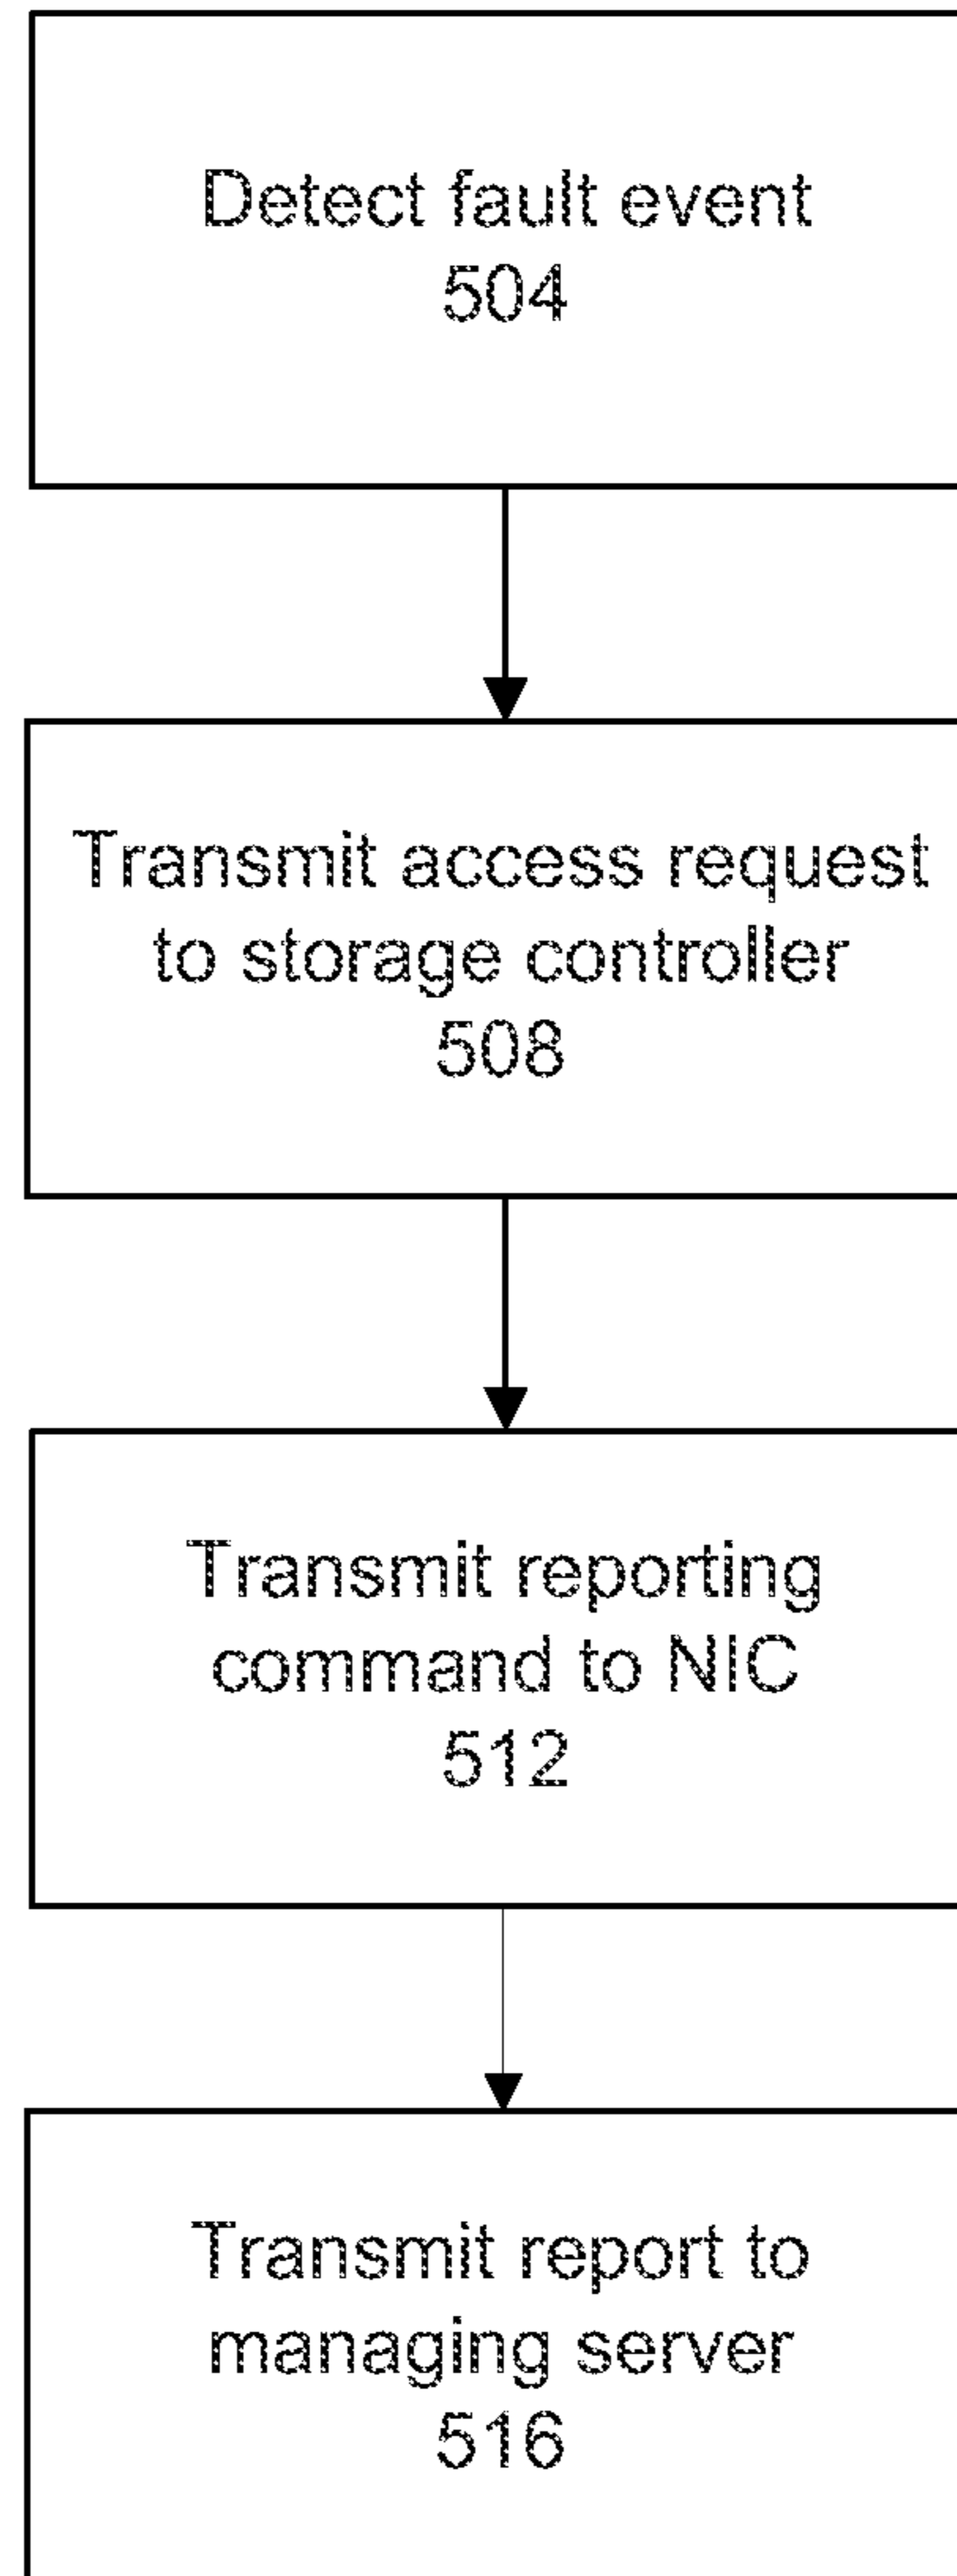 Detect fault event
504
Transmit access request
to storage controller
508
Transmit reporting
command to NIC
512
Transmit report to
managing server
516